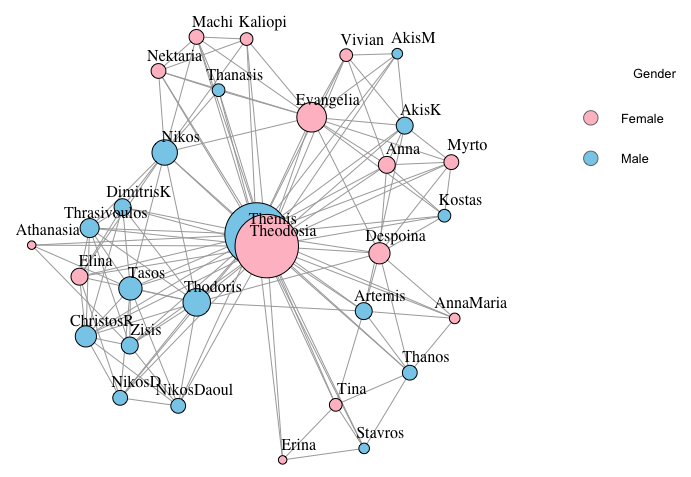 Machi Kaliopi
Vivian AkisM
Nektaria
Gender
Thanasis
Evangelia
AkisK
Female
Nikos
Anna Myrto
Male
DimitrisK
Kostas
Thrasivoulos
Themis
Athanasia
Theodosia
Despoina
Elina
Tasos
Thodoris
Artemis
AnnaMaria
ChristosR
Zisis
Thanos
NikosD
NikosDaoul
Tina
Stavros
Erina